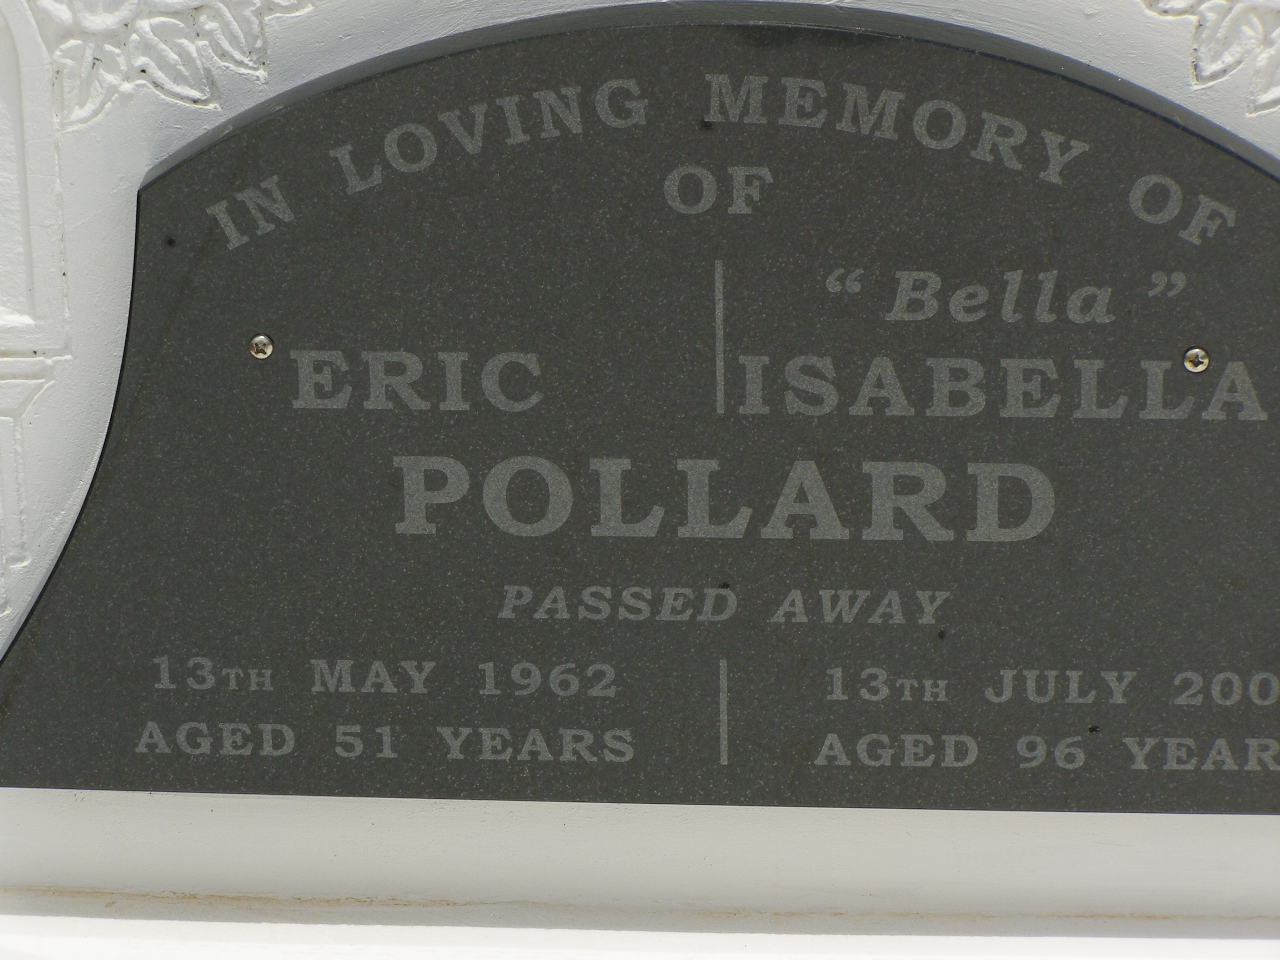 IN LOVING MEMORY OF
OF
“ Bella ”
ERIC ISABELLA
POLLARD
PASSED AWAY
13TH MAY 1962 13TH JULY
AGED 51 YEARS AGED 96